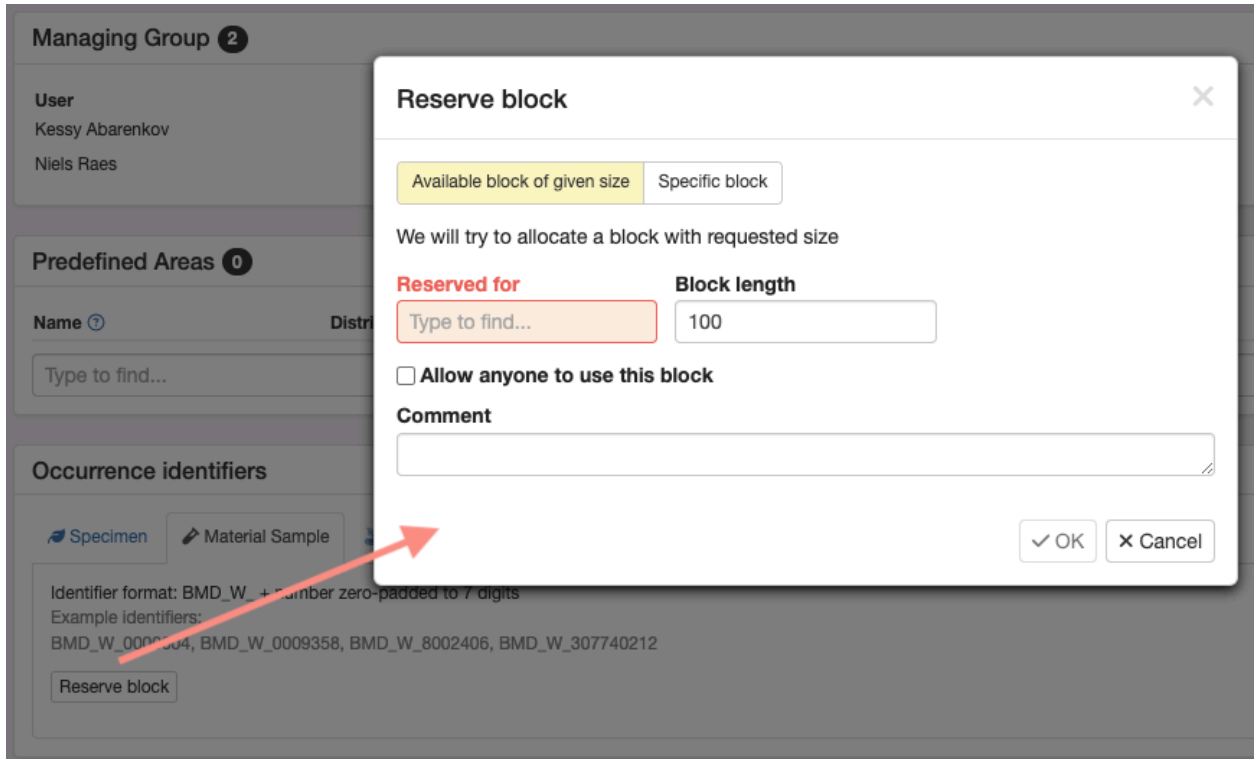 Managing Group 2
User
Kessy Abarenkov
Niels Raes
Predefined Areas 0
Name
Distri
Type to find...
Occurrence identifiers
Specimen
Material Sample
Identifier format: BMD_W_ + number zero-padded to 7 digits
Example identifiers:
BMD_W_0009358, BMD_W_8002406, BMD_W_307740212
Reserve block
Reserve block
Available block of given size
Specific block
We will try to allocate a block with requested size
Reserved for
Block length
Type to find...
100
Allow anyone to use this block
Comment
OK
Cancel